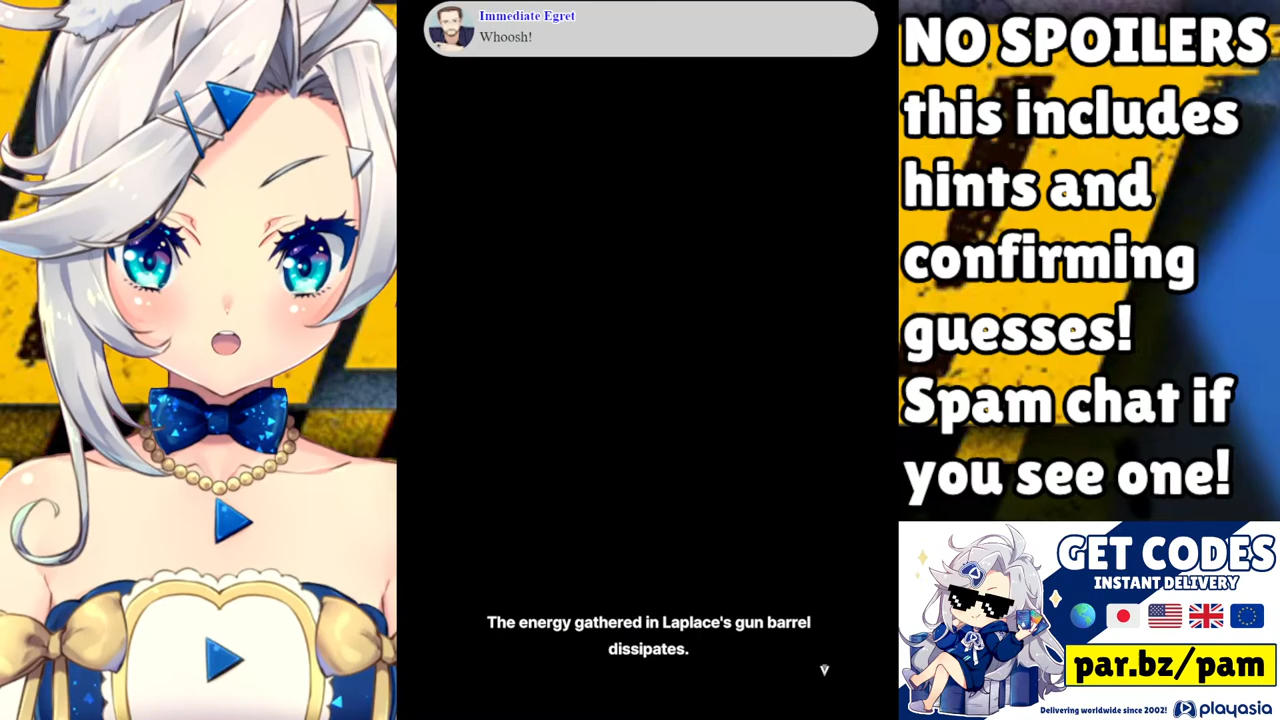 Immediate Egret
Whoosh!
The energy gathered in Laplace's gun barrel
dissipates.
NO SPOILERS
this includes
hints and
confirming
guesses!
Spam chat if
you see one!
GET CODES
INSTANT DELIVERY
par.bz/pam
Delivering worldwide since 2002!
playasia